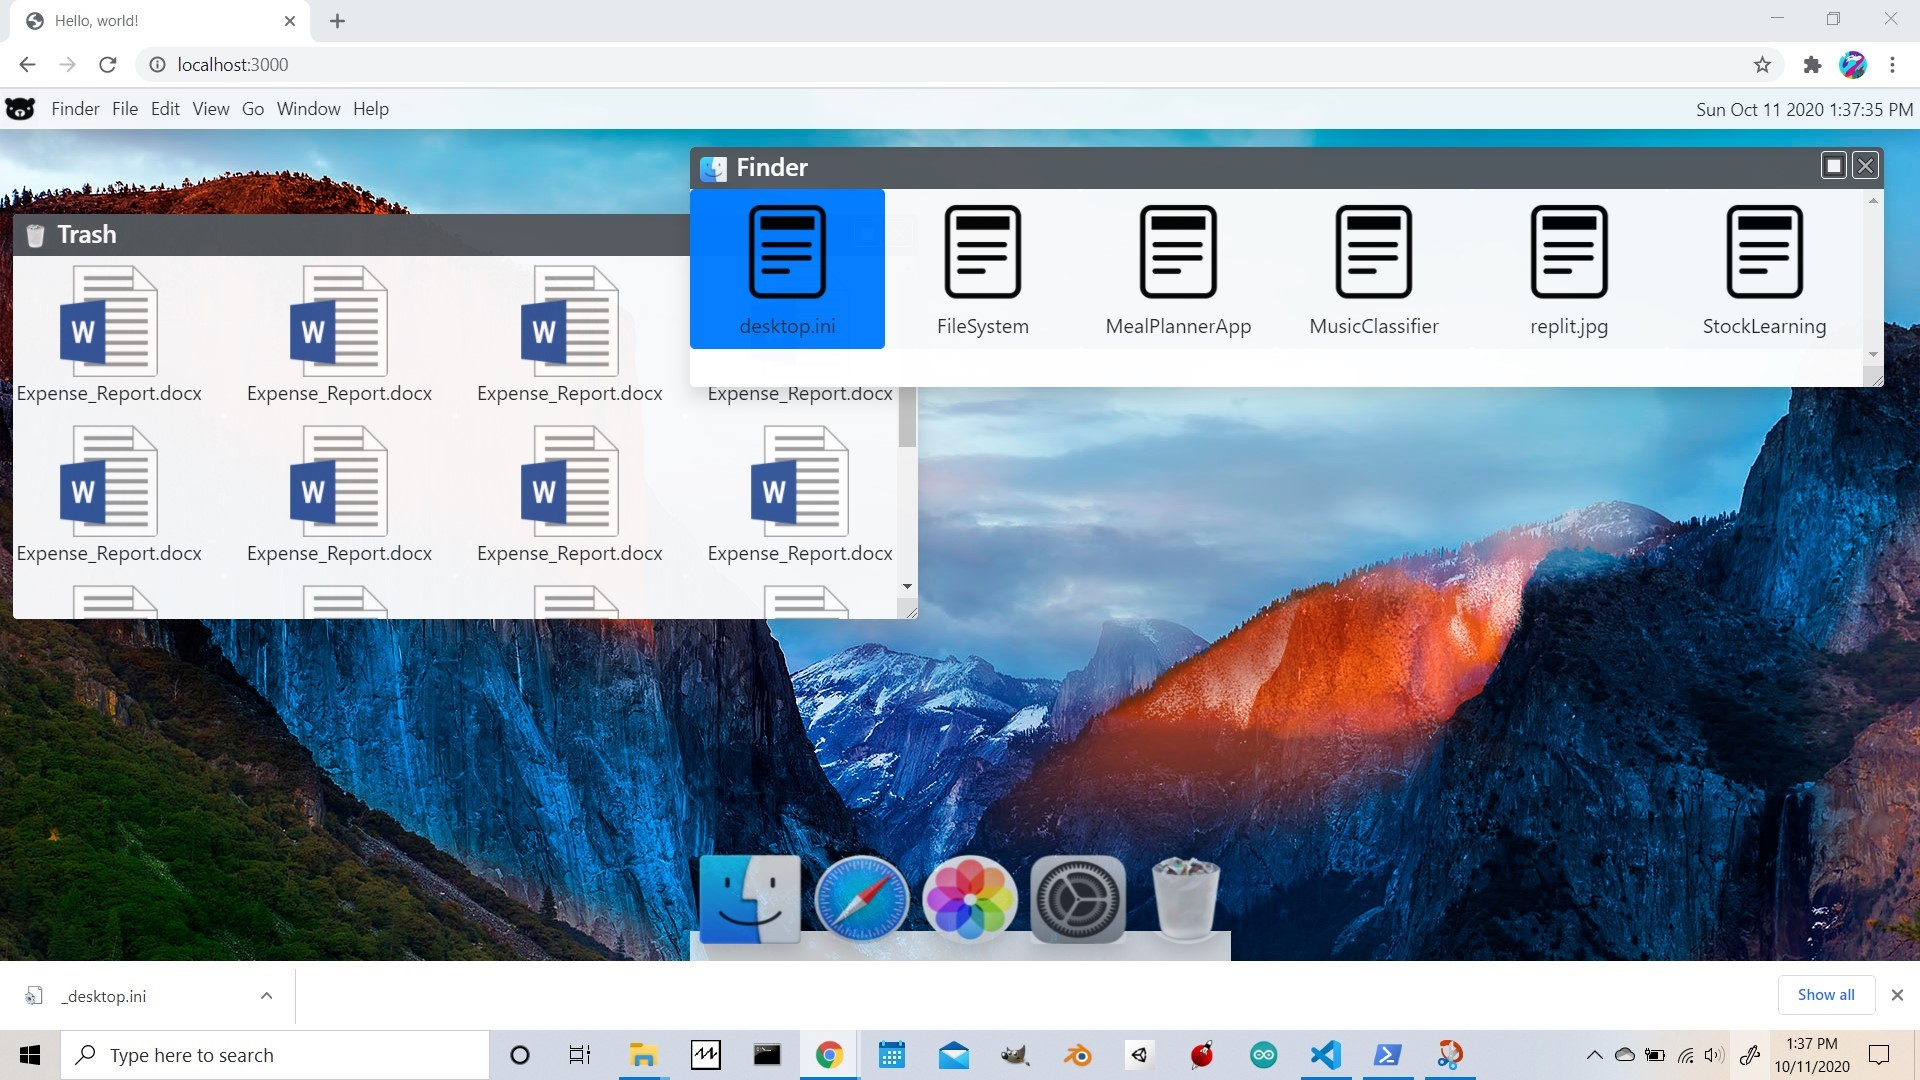 Hello, world!
localhost:3000
Finder File Edit View Go Window Help
Sun Oct 11 2020 1:37:35 PM
Finder
desktop.ini FileSystem MealPlannerApp MusicClassifier replit.jpg StockLearning
Trash
W W W
Expense_Report.docx Expense_Report.docx Expense_Report.docx Expense_Report.docx
W W W W
Expense_Report.docx Expense_Report.docx Expense_Report.docx Expense_Report.docx
_desktop.ini
Show all
Type here to search
1:37 PM
10/11/2020